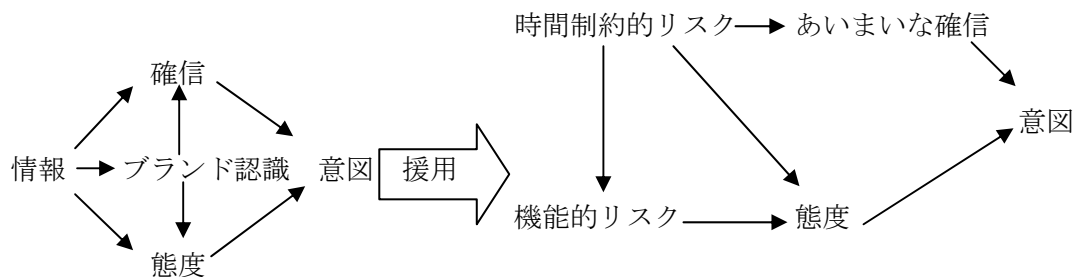 時間制約的リスク
あいまいな確信
確信
意図
情報
ブランド認識
意図
援用
機能的リスク
態度
態度